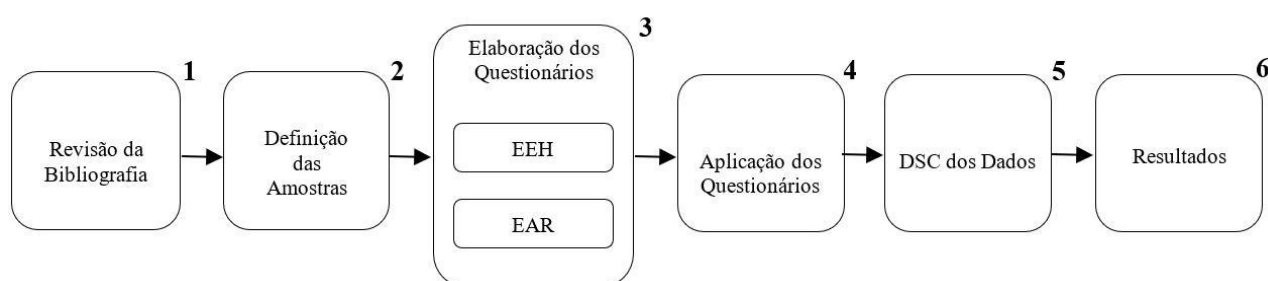 1
Revisão da
Bibliografia
2
Definição
das
Amostras
3
Elaboração dos
Questionários
EEH
EAR
4
Aplicação dos
Questionários
5
DSC dos Dados
6
Resultados